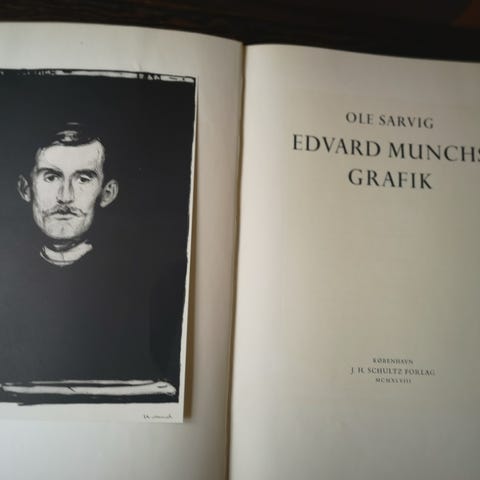 OLE SARVIG
EDVARD MUNCHS
GRAFIK
KØBENHAVN
J. H. SCHULTZ FORLAG
MCMXLVIII